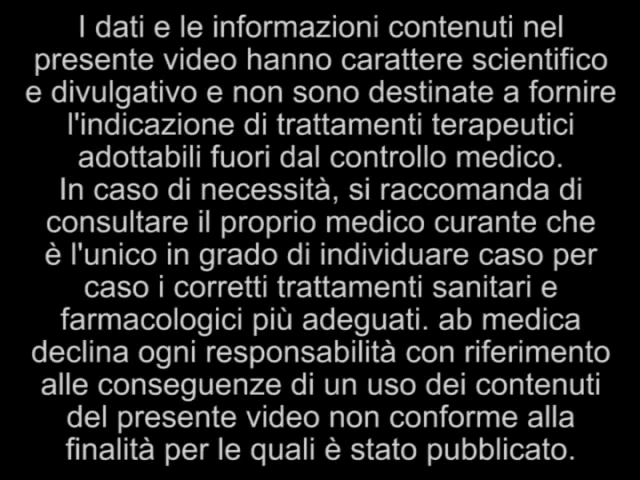 I dati e le informazioni contenuti nel
presente video hanno carattere scientifico
e divulgativo e non sono destinate a fornire
l'indicazione di trattamenti terapeutici
adottabili fuori dal controllo medico.
In caso di necessità, si raccomanda di
consultare il proprio medico curante che
è l'unico in grado di individuare caso per
caso i corretti trattamenti sanitari e
farmacologici più adeguati. ab medica
declina ogni responsabilità con riferimento
alle conseguenze di un uso dei contenuti
del presente video non conforme alla
finalità per le quali è stato pubblicato.